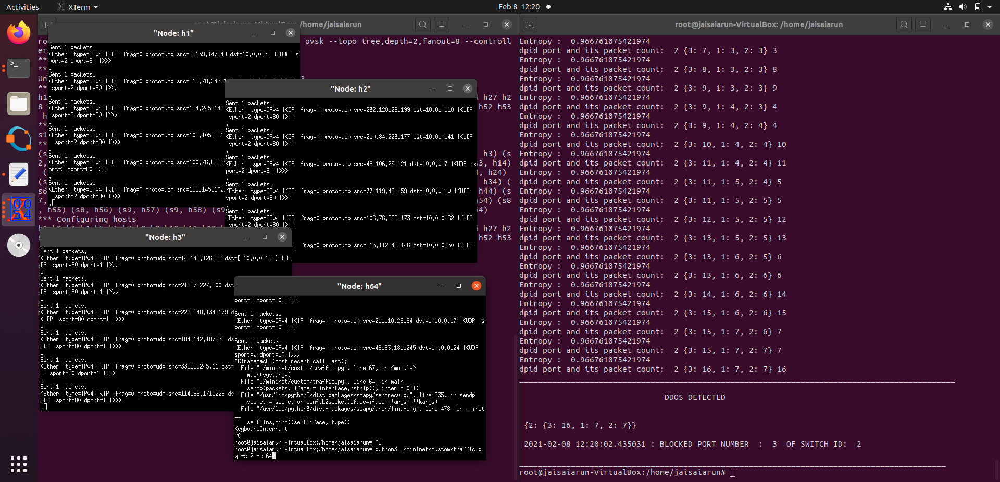 Activities
XTerm
Feb 8 12:20
/home/jaisaiarun
root@jaisaiarun-VirtualBox: /home/jaisaiarun
ovsk --topo tree,depth=2,fanout=8 --controll
er
**
**
Un
**
h1
h27 h2
8
h52 h53
h
**
s1
**
(s
h3) (s
2,
h14)
(
h24)
(s
h34) (
s6
h44) (s
7,
(s8
, h55) (s8, h56) (s9, h57) (s9, h58) (s9
*** Configuring hosts
h27 h2
h52 h53
"Node: h1"
Sent 1 packets.
<Ether  type=IPv4 |<IP  frag=0 proto=udp src=9.159.147.49 dst=10.0.0.52 |<UDP  s
port=2 dport=80 |>>>
.
Sent 1 packets.
<Ether  type=IPv4 |<IP  frag=0 proto=udp src=213.78.245.
sport=2 dport=80 |>>>
.
Sent 1 packets.
<Ether  type=IPv4 |<IP  frag=0 proto=udp src=194.245.143.
sport=2 dport=80 |>>>
.
Sent 1 packets.
<Ether  type=IPv4 |<IP  frag=0 proto=udp src=108.105.231.
sport=2 dport=80 |>>>
.
Sent 1 packets.
<Ether  type=IPv4 |<IP  frag=0 proto=udp src=100.76.8.234
ort=2 dport=80 |>>>
.
Sent 1 packets.
<Ether  type=IPv4 |<IP  frag=0 proto=udp src=188.145.102.
sport=2 dport=80 |>>>
.
"Node: h2"
Sent 1 packets.
<Ether  type=IPv4 |<IP  frag=0 proto=udp src=232.120.26.199 dst=10.0.0.10 |<UDP
sport=2 dport=80 |>>>
.
Sent 1 packets.
<Ether  type=IPv4 |<IP  frag=0 proto=udp src=210.84.223.177 dst=10.0.0.41 |<UDP
sport=2 dport=80 |>>>
.
Sent 1 packets.
<Ether  type=IPv4 |<IP  frag=0 proto=udp src=48.106.25.121 dst=10.0.0.7 |<UDP  s
port=2 dport=80 |>>>
.
Sent 1 packets.
<Ether  type=IPv4 |<IP  frag=0 proto=udp src=77.119.42.159 dst=10.0.0.10 |<UDP
sport=2 dport=80 |>>>
.
Sent 1 packets.
<Ether  type=IPv4 |<IP  frag=0 proto=udp src=106.76.228.173 dst=10.0.0.62 |<UDP
sport=2 dport=80 |>>>
P  frag=0 proto=udp src=215.112.49.146 dst=10.0.0.50 |<UDP
>
"Node: h3"
Sent 1 packets.
<Ether  type=IPv4 |<IP  frag=0 proto=udp src=14.142.126.96 dst=['10.0.0.16'] |<U
DP  sport=80 dport=1 |>>>
.
Sent 1 packets.
<Ether  type=IPv4 |<IP  frag=0 proto=udp src=21.27.227.200 dst
DP  sport=80 dport=1 |>>>
.
Sent 1 packets.
<Ether  type=IPv4 |<IP  frag=0 proto=udp src=223.248.134.179 d
<UDP  sport=80 dport=1 |>>>
.
Sent 1 packets.
<Ether  type=IPv4 |<IP  frag=0 proto=udp src=184.142.187.52 ds
UDP  sport=80 dport=1 |>>>
.
Sent 1 packets.
<Ether  type=IPv4 |<IP  frag=0 proto=udp src=33.39.245.11 dst=
P  sport=80 dport=1 |>>>
.
Sent 1 packets.
<Ether  type=IPv4 |<IP  frag=0 proto=udp src=114.36.171.229 ds
UDP  sport=80 dport=1 |>>>
.
"Node: h64"
port=2 dport=80 |>>>
.
Sent 1 packets.
<Ether  type=IPv4 |<IP  frag=0 proto=udp src=211.10.28.64 dst=10.0.0.17 |<UDP  s
port=2 dport=80 |>>>
.
Sent 1 packets.
<Ether  type=IPv4 |<IP  frag=0 proto=udp src=48.63.181.245 dst=10.0.0.24 |<UDP
sport=2 dport=80 |>>>
^CTraceback (most recent call last):
File "./mininet/custom/traffic.py", line 67, in <module>
main(sys.argv)
File "./mininet/custom/traffic.py", line 64, in main
sendp(packets, iface = interface.rstrip(), inter = 0.1)
File "/usr/lib/python3/dist-packages/scapy/sendrecv.py", line 335, in sendp
socket = socket or conf.L2socket(iface=iface, *args, **kargs)
File "/usr/lib/python3/dist-packages/scapy/arch/linux.py", line 478, in __init
__
self.ins.bind((self.iface, type))
KeyboardInterrupt
^C
root@jaisaiarun-VirtualBox:/home/jaisaiarun# ^C
root@jaisaiarun-VirtualBox:/home/jaisaiarun# python3 ./mininet/custom/traffic.p
y -s 2 -e 64
Entropy :  0.966761075421974
dpid port and its packet count:  2 {3: 7, 1: 3, 2: 3} 3
Entropy :  0.966761075421974
dpid port and its packet count:  2 {3: 8, 1: 3, 2: 3} 8
Entropy :  0.966761075421974
dpid port and its packet count:  2 {3: 9, 1: 3, 2: 3} 9
Entropy :  0.966761075421974
dpid port and its packet count:  2 {3: 9, 1: 4, 2: 3} 4
Entropy :  0.966761075421974
dpid port and its packet count:  2 {3: 9, 1: 4, 2: 4} 4
Entropy :  0.966761075421974
dpid port and its packet count:  2 {3: 10, 1: 4, 2: 4} 10
Entropy :  0.966761075421974
dpid port and its packet count:  2 {3: 11, 1: 4, 2: 4} 11
Entropy :  0.966761075421974
dpid port and its packet count:  2 {3: 11, 1: 5, 2: 4} 5
Entropy :  0.966761075421974
dpid port and its packet count:  2 {3: 11, 1: 5, 2: 5} 5
Entropy :  0.966761075421974
dpid port and its packet count:  2 {3: 12, 1: 5, 2: 5} 12
Entropy :  0.966761075421974
dpid port and its packet count:  2 {3: 13, 1: 5, 2: 5} 13
Entropy :  0.966761075421974
dpid port and its packet count:  2 {3: 13, 1: 6, 2: 5} 6
Entropy :  0.966761075421974
dpid port and its packet count:  2 {3: 13, 1: 6, 2: 6} 6
Entropy :  0.966761075421974
dpid port and its packet count:  2 {3: 14, 1: 6, 2: 6} 14
Entropy :  0.966761075421974
dpid port and its packet count:  2 {3: 15, 1: 6, 2: 6} 15
Entropy :  0.966761075421974
dpid port and its packet count:  2 {3: 15, 1: 7, 2: 6} 7
Entropy :  0.966761075421974
dpid port and its packet count:  2 {3: 15, 1: 7, 2: 7} 7
Entropy :  0.966761075421974
dpid port and its packet count:  2 {3: 16, 1: 7, 2: 7} 16
DDOS DETECTED
{2: {3: 16, 1: 7, 2: 7}}
2021-02-08 12:20:02.435031 : BLOCKED PORT NUMBER  :  3  OF SWITCH ID:  2
root@jaisaiarun-VirtualBox:/home/jaisaiarun#